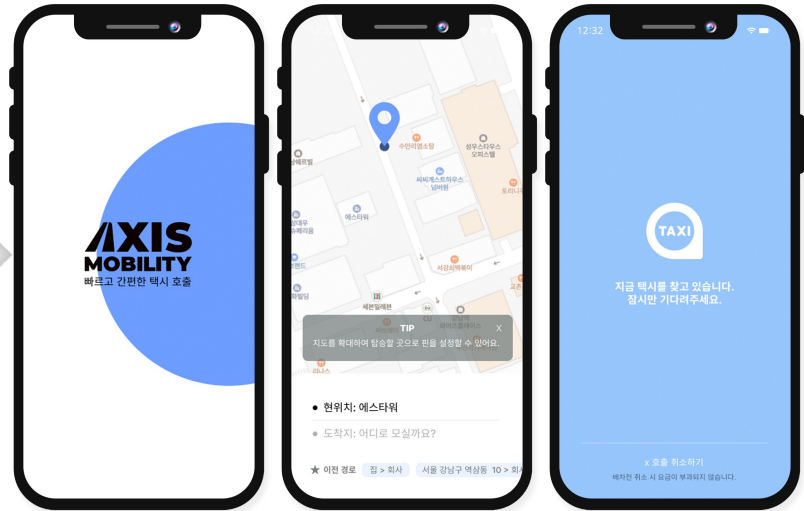 AXIS
MOBILITY
빠르고 간편한 택시 호출
수안리염소탕
성우스타우스
오피스텔
씨씨게스트하우스
넘버원
에스타워
서강쇠떡볶이
세븐일레븐
CU
TIP
X
지도를 확대하여 탑승할 곳으로 핀을 설정할 수 있어요.
현위치: 에스타워
도착지: 어디로 모실까요?
★ 이전 경로
집 > 회사
서울 강남구 역삼동 10 > 회사
12:32
TAXI
지금 택시를 찾고 있습니다.
잠시만 기다려주세요.
x 호출 취소하기
배차전 취소 시 요금이 부과되지 않습니다.